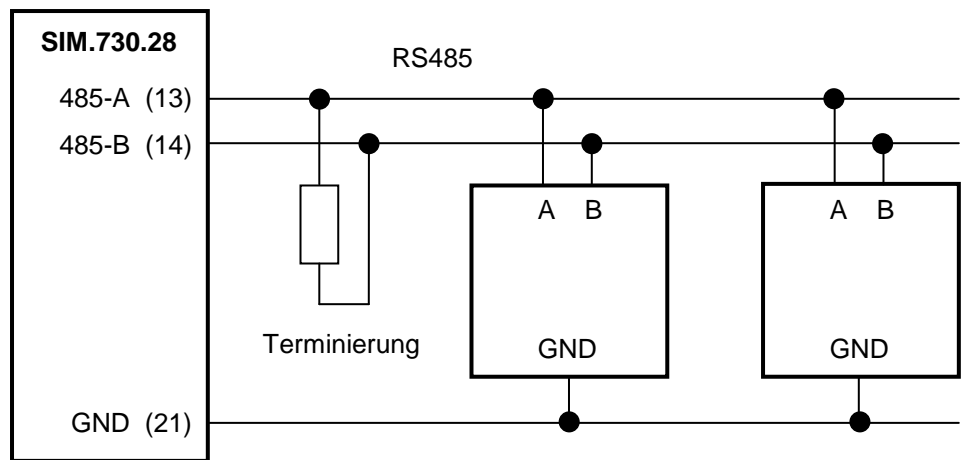 SIM.730.28
RS485
485-A (13)
485-B (14)
A B
A B
Terminierung
GND
GND
GND (21)